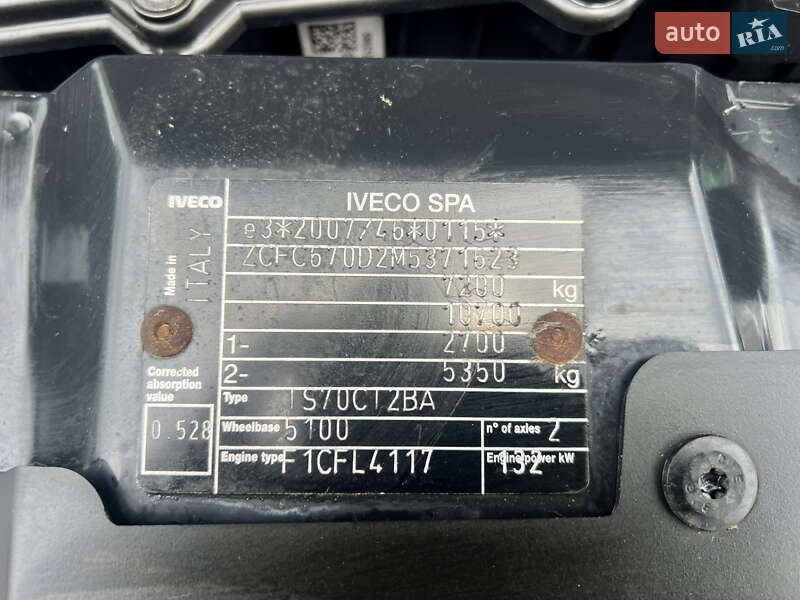 auto RIA .com
IVECO IVECO SPA
e3*2007/46*0115*
ZCFC670D2M5371523
7200 kg
10700
1- 2700
2- 5350 kg
Made in ITALY
Corrected absorption value
0.528
Type IS70CI2BA
Wheelbase 5100 n° of axles 2
Engine type F1CFL4117 Engine power kW 132